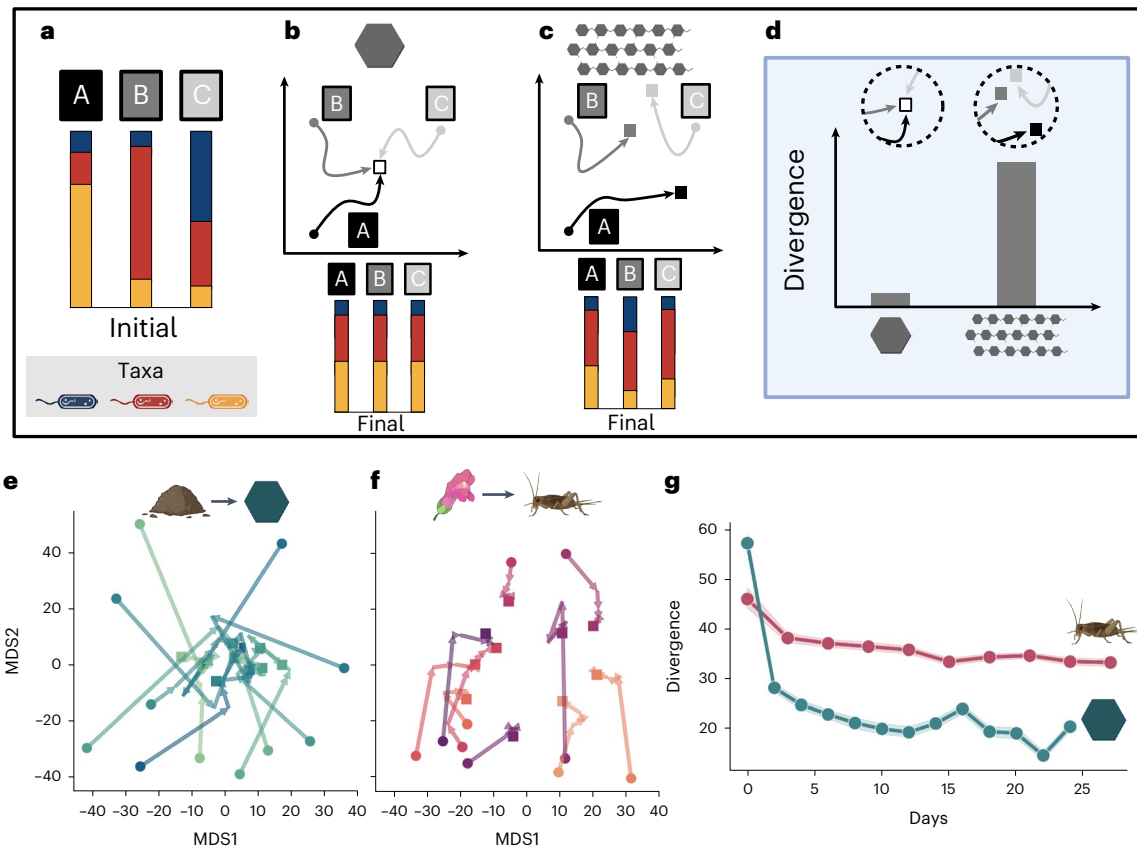 a
A B C
Initial
Taxa
b
B C
A
A B C
Final
c
B C
A
A B C
Final
d
Divergence
e
MDS2
40
20
0
−20
−40
−40 −30 −20 −10 0 10 20 30 40
MDS1
f
−40 −30 −20 −10 0 10 20 30 40
MDS1
g
Divergence
60
50
40
30
20
0 5 10 15 20 25
Days